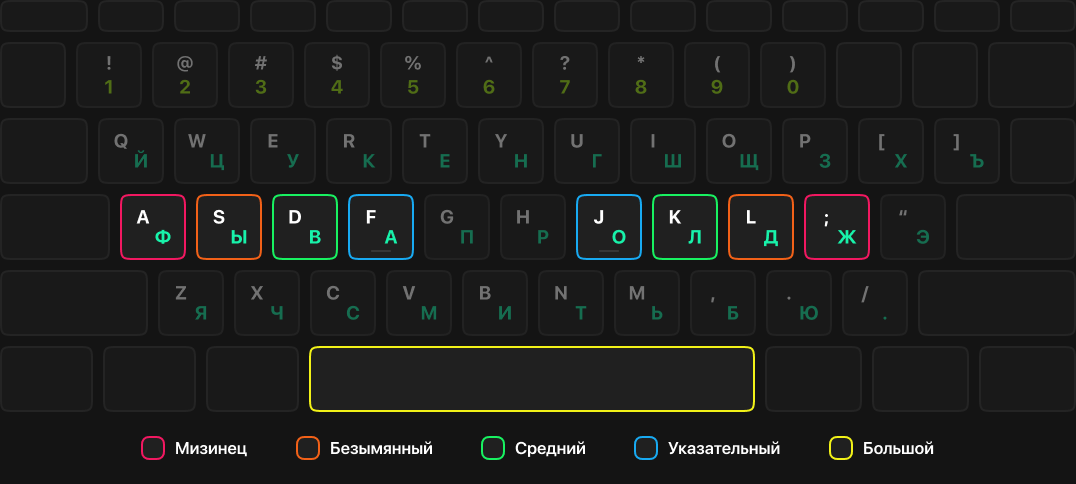 ! @ # $ % ^ ? * ( )
1 2 3 4 5 6 7 8 9 0
Q W E R T Y U I O P [ ]
Й Ц У К Е Н Г Ш Щ З Х Ъ
A S D F G H J K L ; “
Ф Ы В А П Р О Л Д Ж Э
Z X C V B N M , . /
Я Ч С М И Т Ь Б Ю .
Мизинец Безымянный Средний Указательный Большой